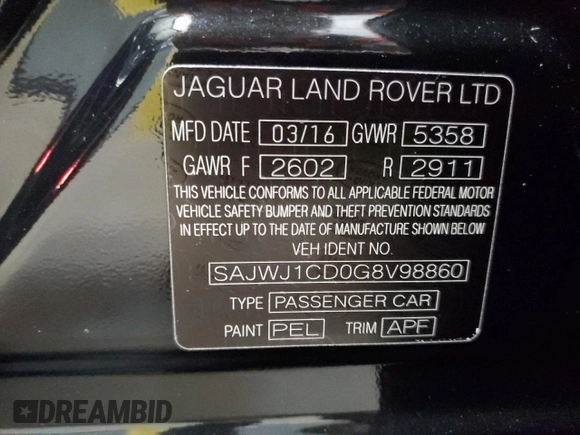 JAGUAR LAND ROVER LTD
MFD DATE 03/16 GVWR 5358
GAWR F 2602 R 2911
THIS VEHICLE CONFORMS TO ALL APPLICABLE FEDERAL MOTOR
VEHICLE SAFETY BUMPER AND THEFT PREVENTION STANDARDS
IN EFFECT UP TO THE DATE OF MANUFACTURE SHOWN BELOW
VEH IDENT NO.
SAJWJ1CD0G8V98860
TYPE PASSENGER CAR
PAINT PEL TRIM APF
DREAMBID